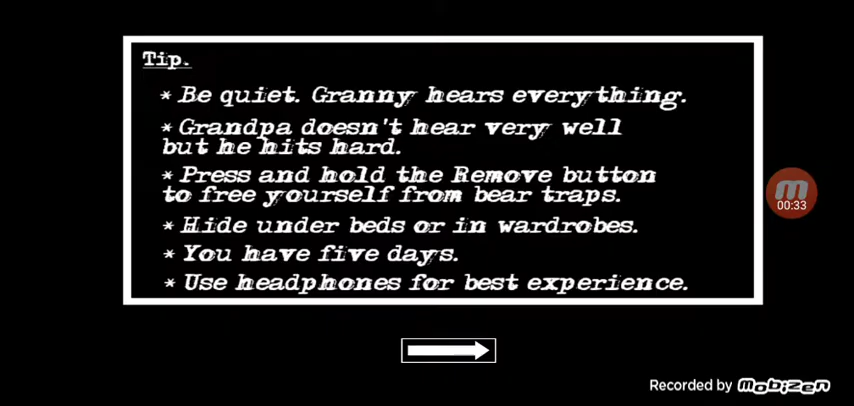 Tip.
* Be quiet. Granny hears everything.
* Grandpa doesn't hear very well
but he hits hard.
* Press and hold the Remove button
to free yourself from bear traps.
* Hide under beds or in wardrobes.
* You have five days.
* Use headphones for best experience.
00:33
Recorded by mobizen